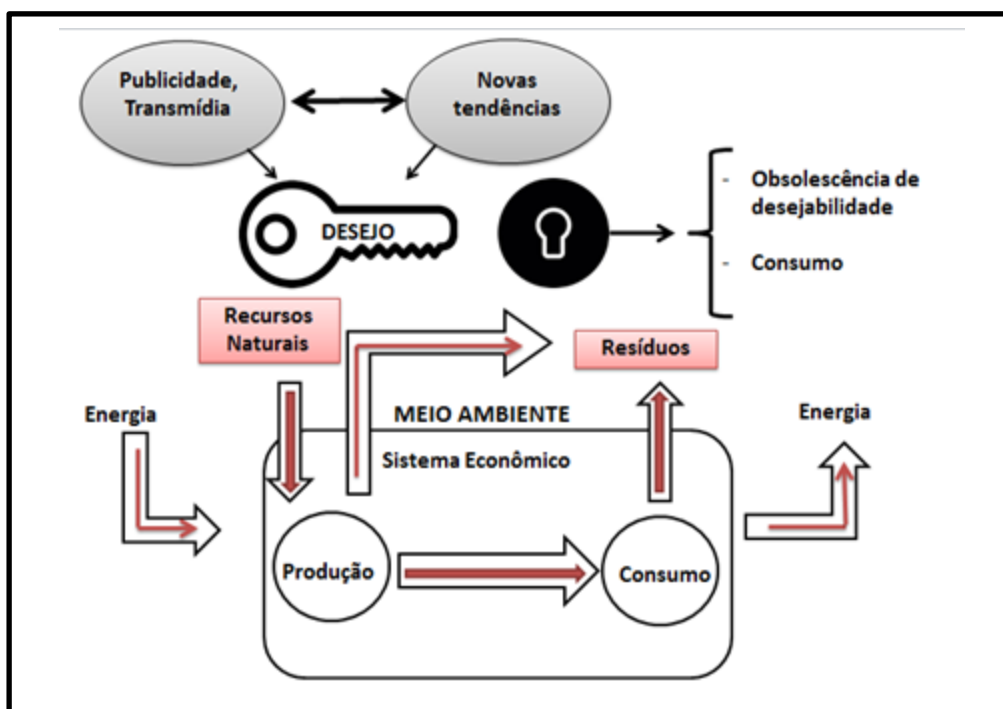 Publicidade,
Transmídia
Novas
tendências
DESEJO
- Obsolescência de
desejabilidade
- Consumo
Recursos
Naturais
Resíduos
Energia
MEIO AMBIENTE
Energia
Sistema Econômico
Produção
Consumo